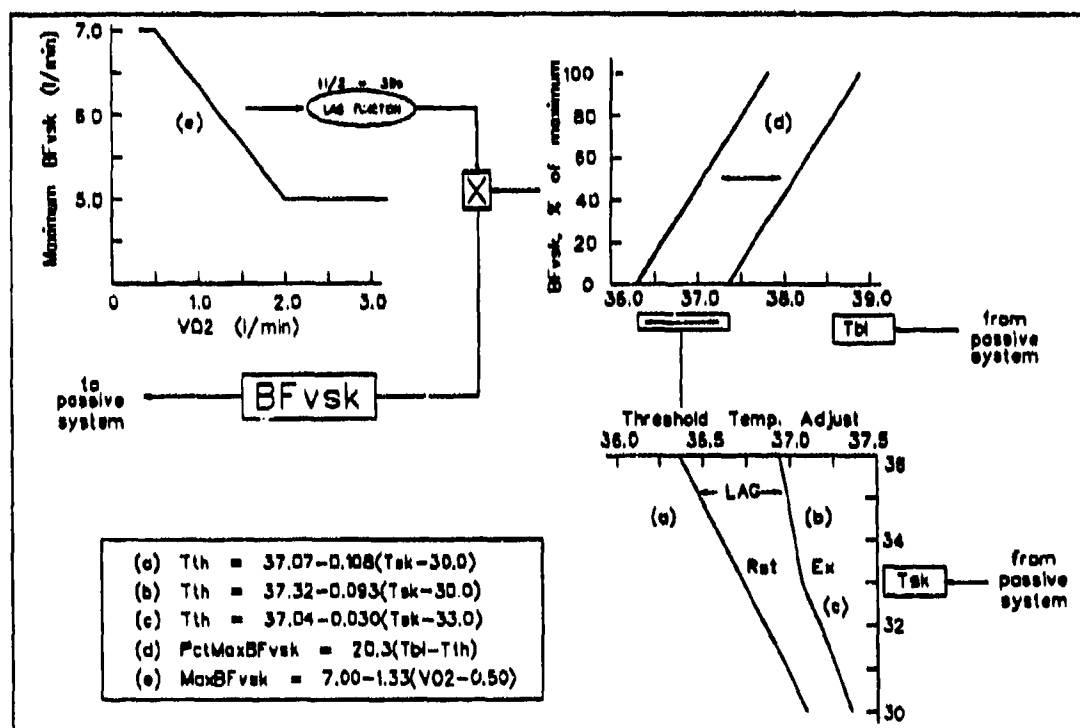 7.0
6.0
5.0
Maximum BFvsk (l/min)
0 1.0 2.0 3.0
VO2 (l/min)
(e)
LAG FUNCTION
X
100
80
60
40
20
0
BFvsk, % of maximum
(d)
36.0 37.0 38.0 39.0
Tbl
from
passive
system
to
passive
system
BFvsk
Threshold Temp. Adjust
36.0 36.5 37.0 37.5
36
34
32
30
LAG
(a)
(b)
Rst
Ex
(c)
Tsk
from
passive
system
(a) Tth = 37.07-0.108(Tsk-30.0)
(b) Tth = 37.32-0.093(Tsk-30.0)
(c) Tth = 37.04-0.030(Tsk-33.0)
(d) PctMaxBFvsk = 20.3(Tbl-Tth)
(e) MaxBFvsk = 7.00-1.33(VO2-0.50)